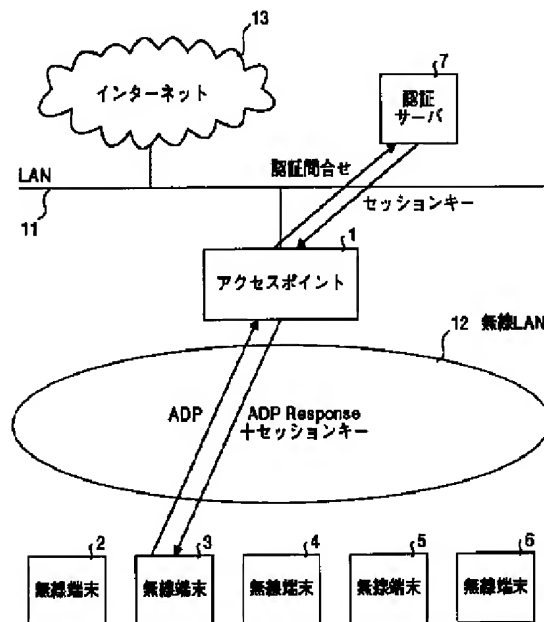 13
インターネット
7
認証
サーバ
認証問合せ
LAN
11
セッションキー
1
アクセスポイント
12 無線LAN
ADP
ADP Response
+セッションキー
2
3
4
5
6
無線端末
無線端末
無線端末
無線端末
無線端末